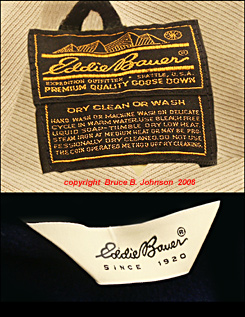 Eddie Bauer ®
EXPEDITION OUTFITTER • SEATTLE, U.S.A.
PREMIUM QUALITY GOOSE DOWN
DRY CLEAN OR WASH
HAND WASH OR MACHINE WASH ON DELICATE
CYCLE IN WARM WATER. USE BLEACH FREE
LIQUID SOAP-TUMBLE DRY LOW HEAT.
STEAM IRON AT MEDIUM HEAT OR MAY BE PRO-
FESSIONALLY DRY CLEANED. DO NOT USE
THE COIN OPERATED METHOD OF DRY CLEANING.
copyright Bruce B. Johnson 2006
Eddie Bauer ®
SINCE 1920